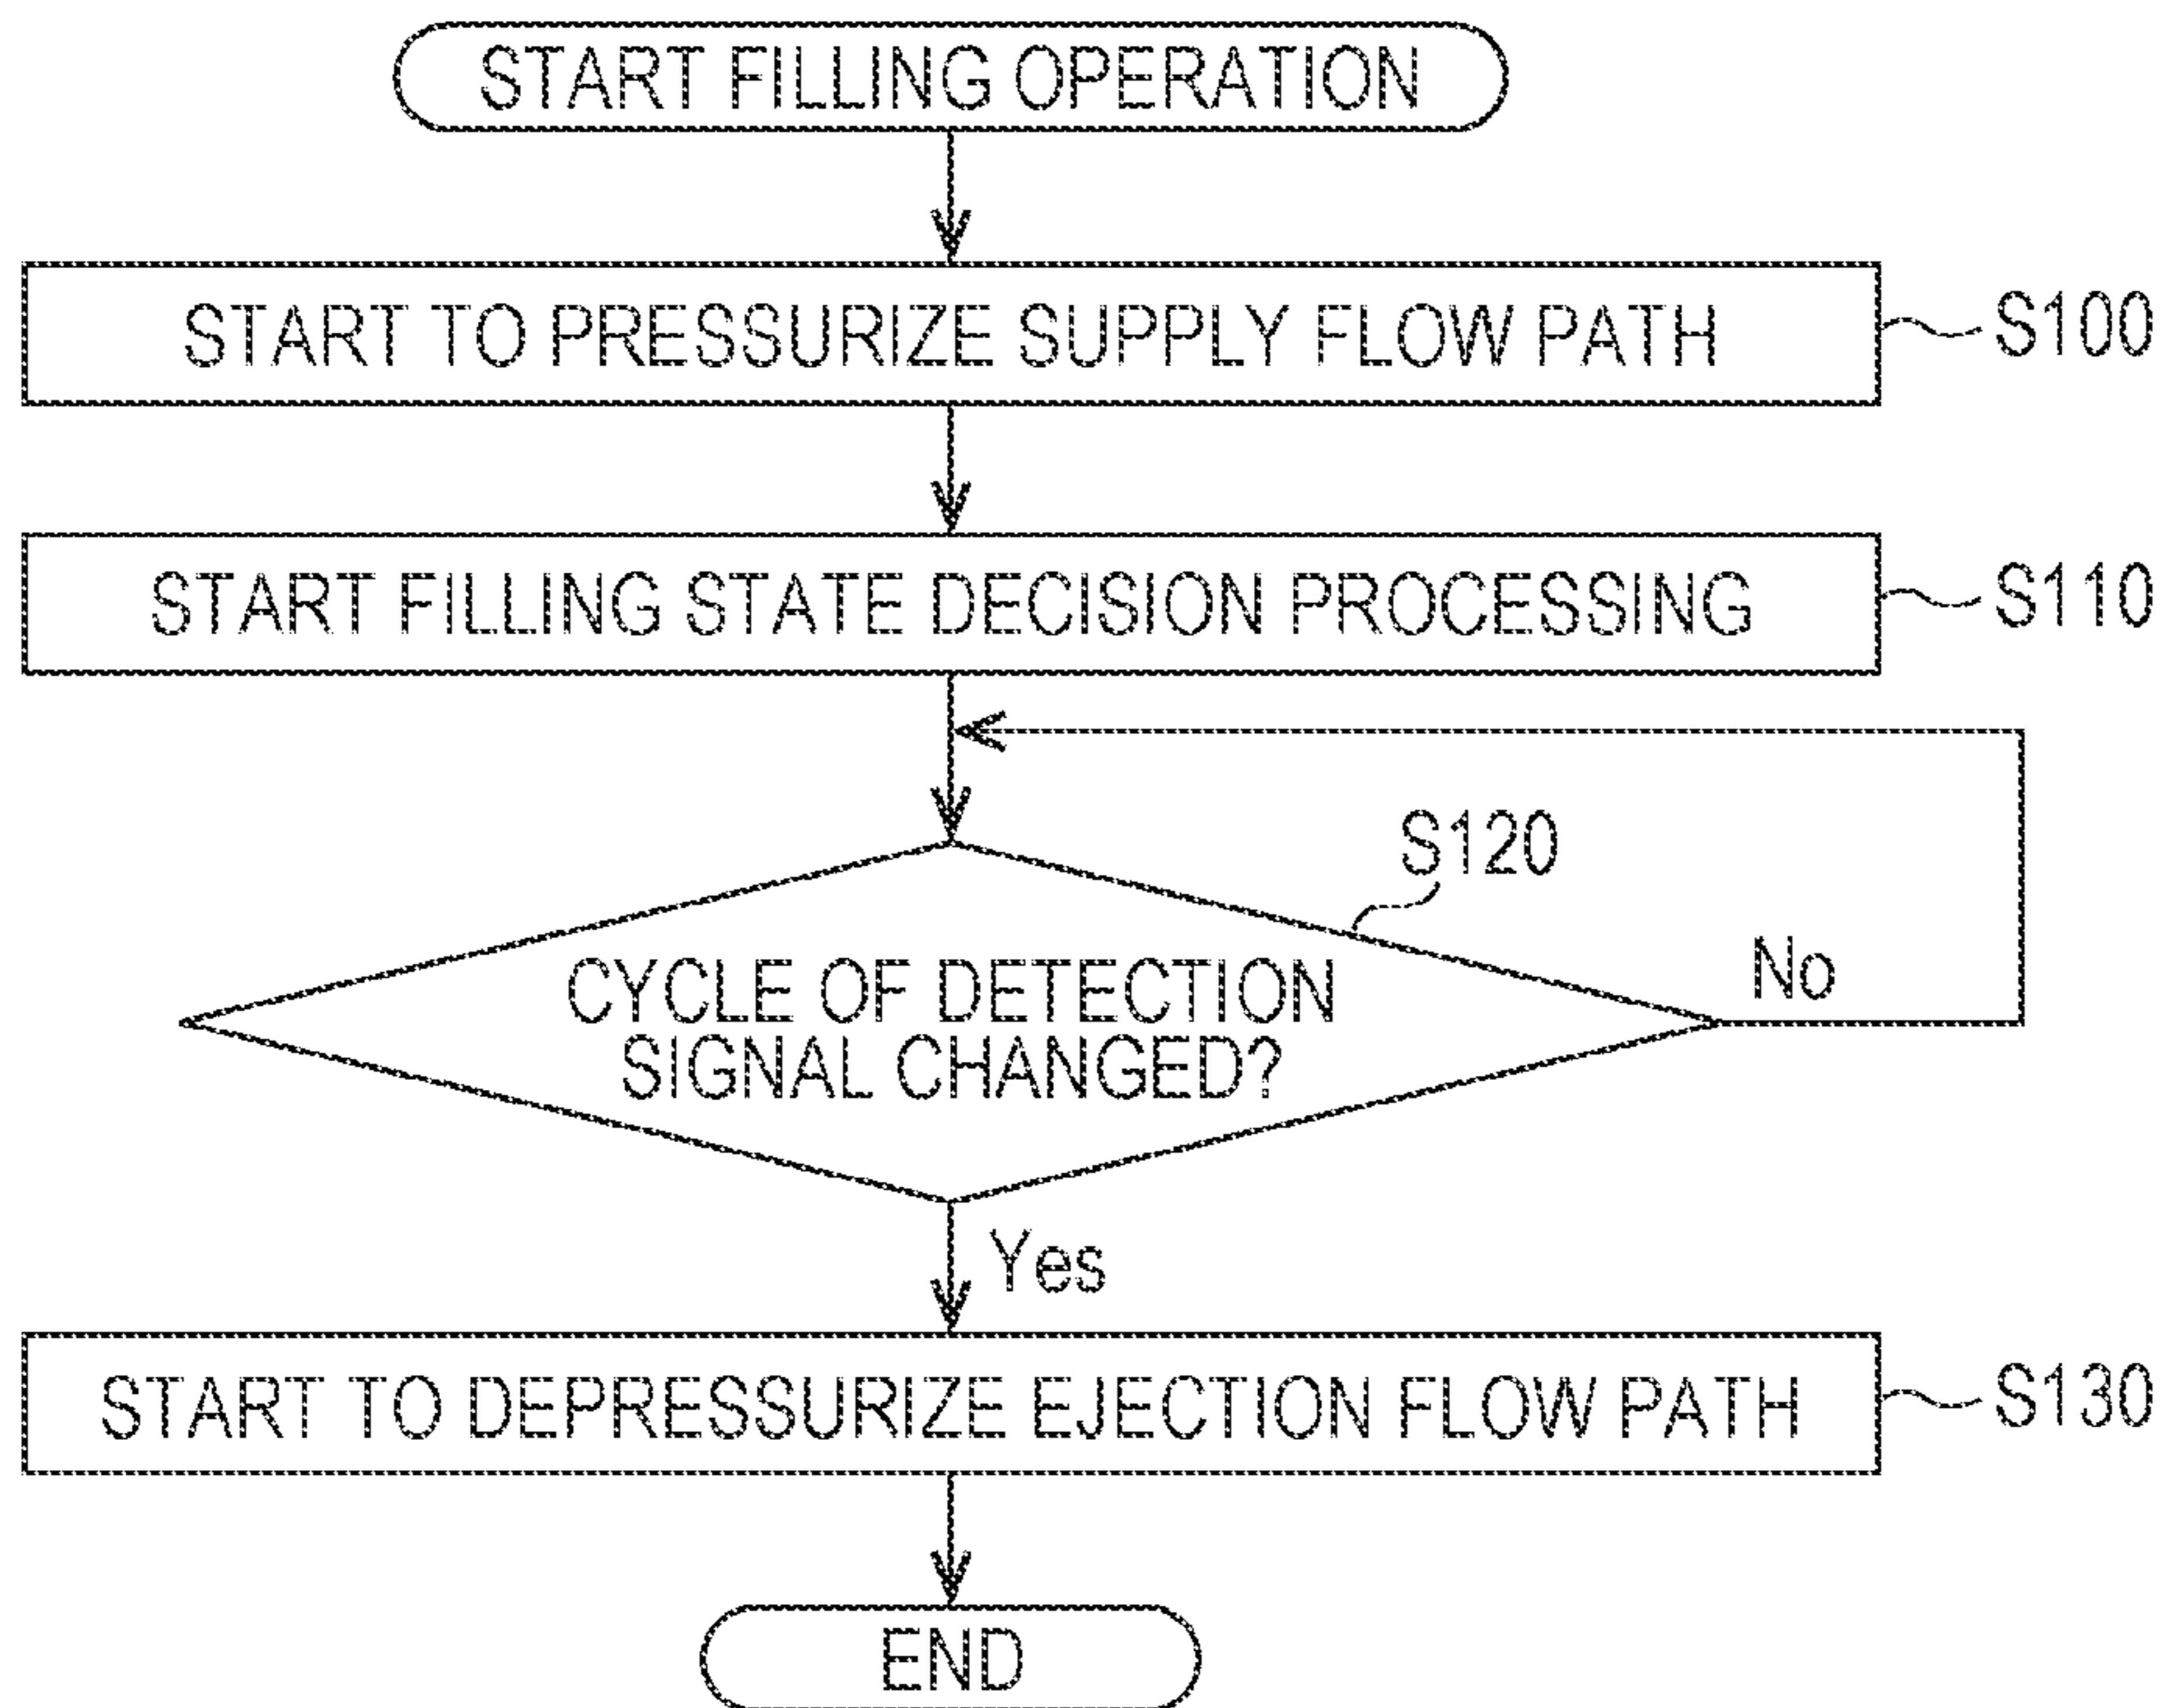 START FILLING OPERATION
START TO PRESSURIZE SUPPLY FLOW PATH
S100
START FILLING STATE DECISION PROCESSING
S110
S120
CYCLE OF DETECTION
SIGNAL CHANGED?
No
Yes
START TO DEPRESSURIZE EJECTION FLOW PATH
S130
END